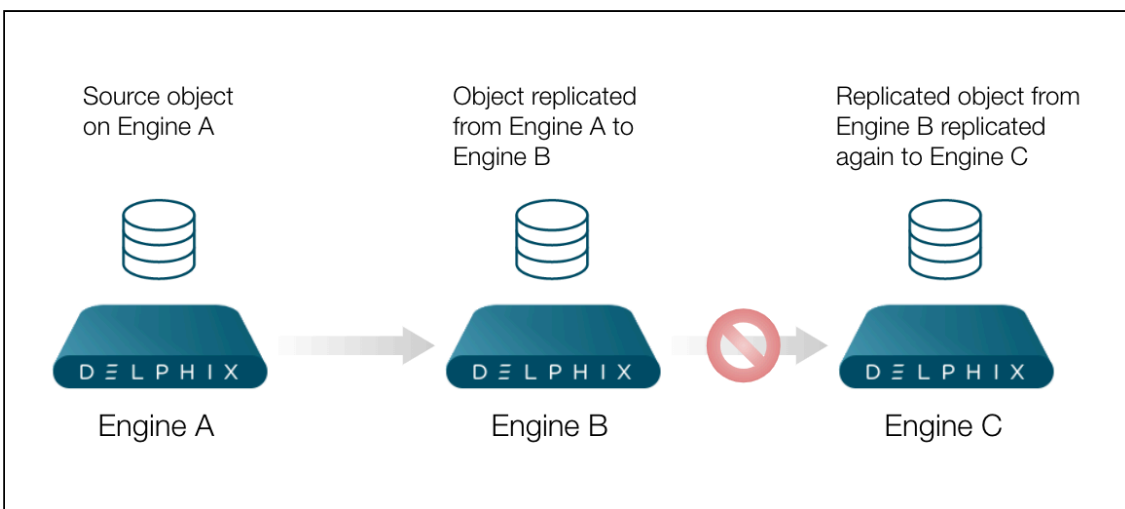 Source object
on Engine A
Object replicated
from Engine A to
Engine B
Replicated object from
Engine B replicated
again to Engine C
DELPHIX
DELPHIX
DELPHIX
Engine A
Engine B
Engine C